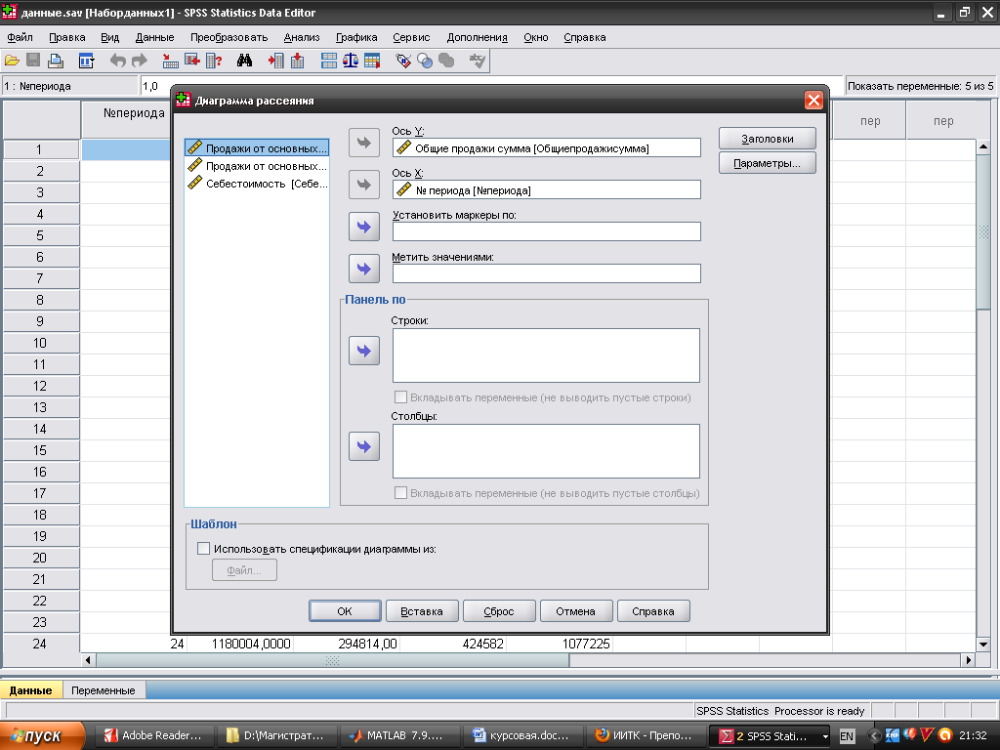 данные.sav [Наборданных1] - SPSS Statistics Data Editor
Файл Правка Вид Данные Преобразовать Анализ Графика Сервис Дополнения Окно Справка
1 : №периода 1,0 Показать переменные: 5 из 5
№периода пер пер
Диаграмма рассеяния
Продажи от основных...
Продажи от основных...
Себестоимость [Себе...
Ось Y:
Общие продажи сумма [Общиепродажисумма]
Ось X:
№ периода [№периода]
Установить маркеры по:
Метить значениями:
Панель по
Строки:
Вкладывать переменные (не выводить пустые строки)
Столбцы:
Вкладывать переменные (не выводить пустые столбцы)
Заголовки
Параметры...
Шаблон
Использовать спецификации диаграммы из:
Файл...
OK Вставка Сброс Отмена Справка
1
2
3
4
5
6
7
8
9
10
11
12
13
14
15
16
17
18
19
20
21
22
23
24 24 1180004,0000 294814,00 424582 1077225
Данные Переменные
SPSS Statistics Processor is ready
пуск Adobe Reader... D:\Магистрат... MATLAB 7.9.... курсовая.doc... ИИТК - Препо... 2 SPSS Stati... EN 21:32